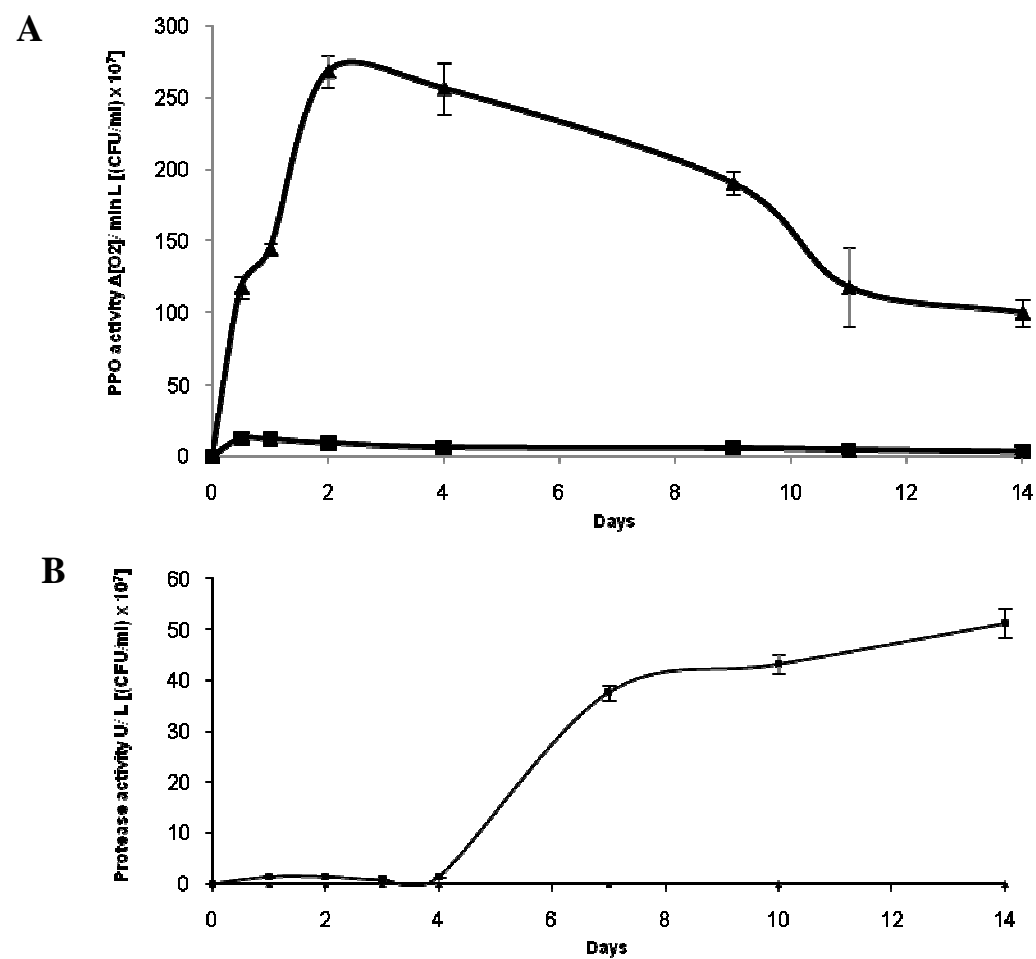 A
PPO activity Δ[O2]/ min L [(CFU/ml) x 10⁷]
300
250
200
150
100
50
0
0 2 4 6 8 10 12 14
Days
B
Protease activity U/ L [(CFU/ml) x 10⁷]
60
50
40
30
20
10
0
0 2 4 6 8 10 12 14
Days